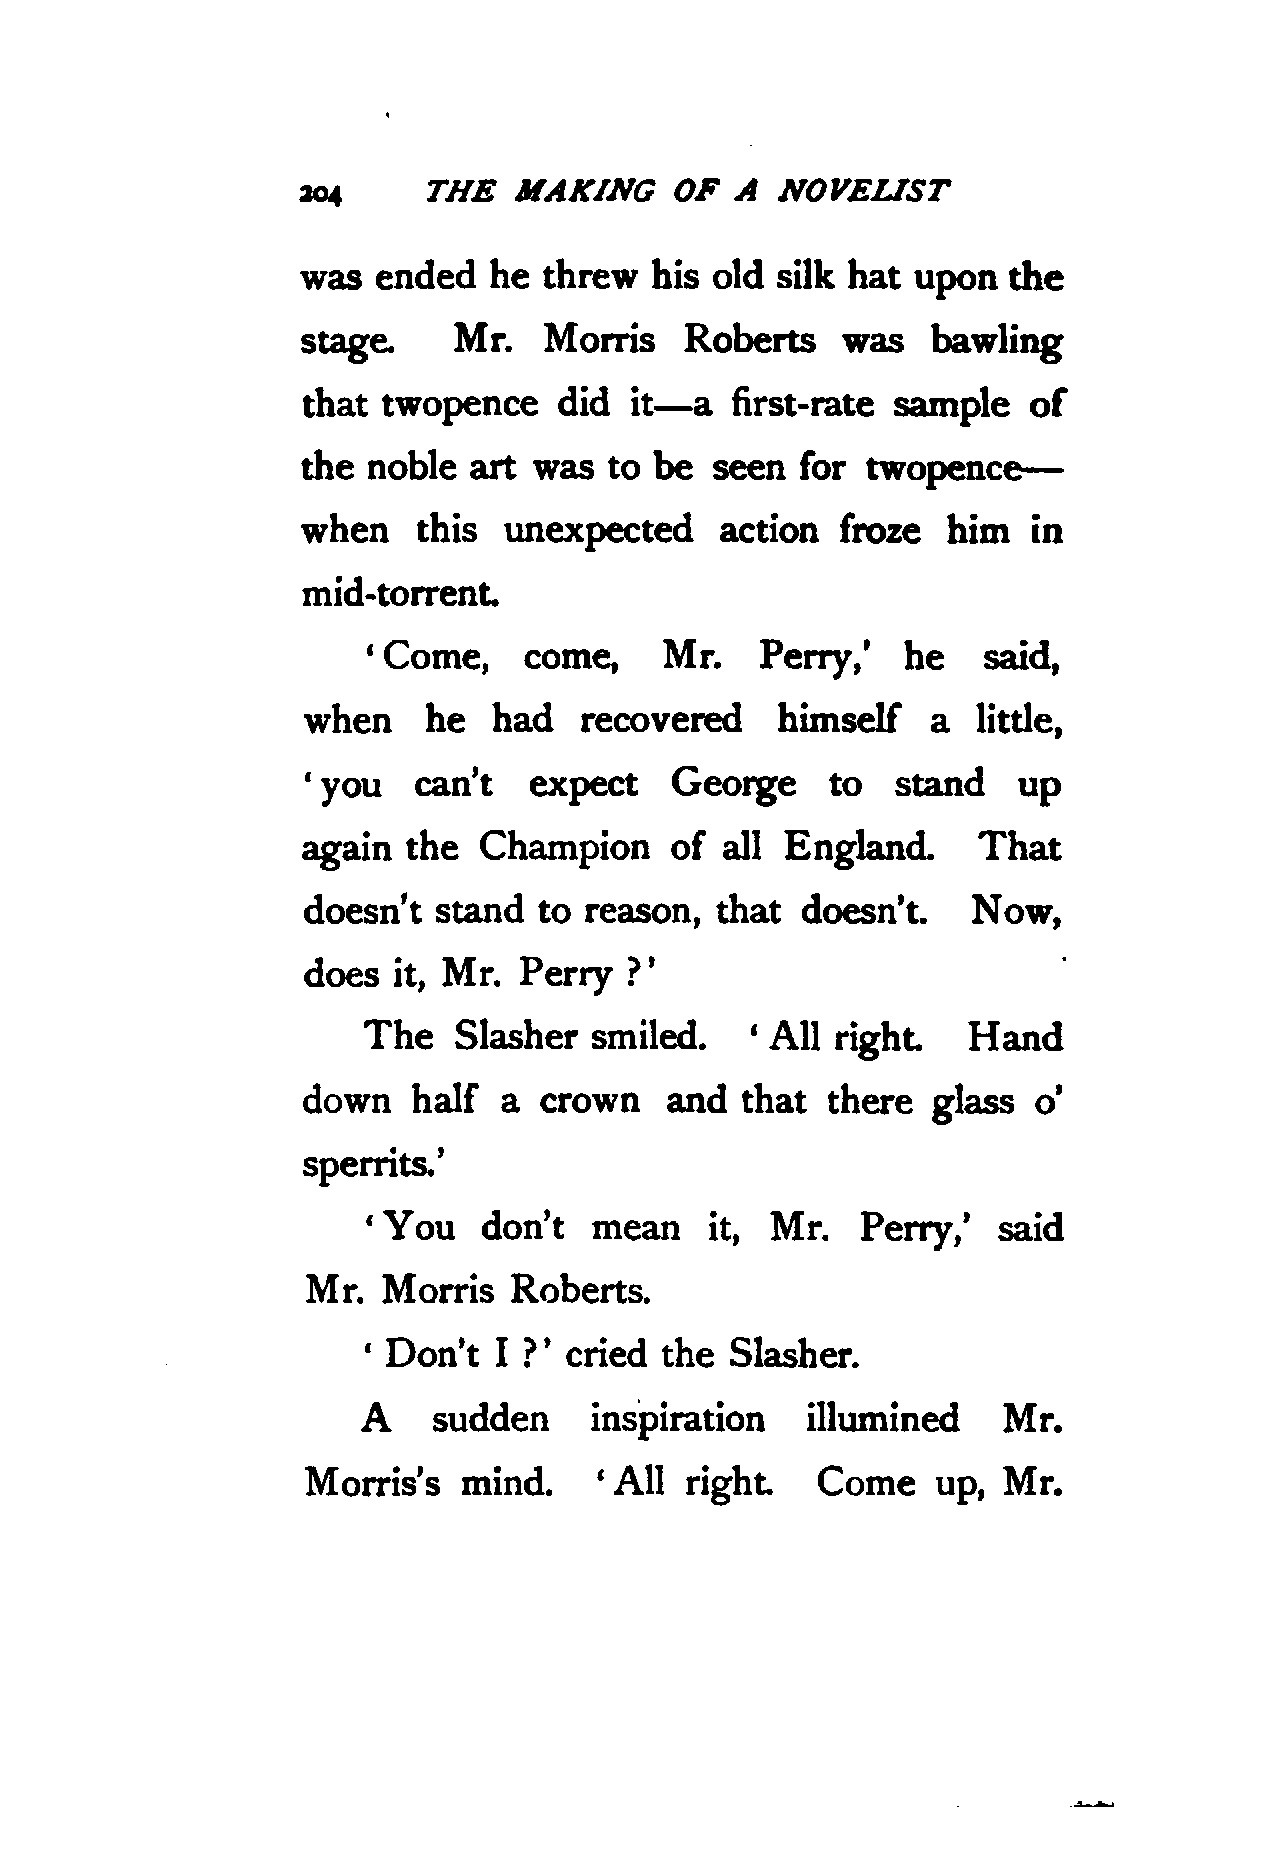 204 THE MAKING OF A NOVELIST
was ended he threw his old silk hat upon the
stage. Mr. Morris Roberts was bawling
that twopence did it—a first-rate sample of
the noble art was to be seen for twopence—
when this unexpected action froze him in
mid-torrent.
‘Come, come, Mr. Perry,’ he said,
when he had recovered himself a little,
‘you can't expect George to stand up
again the Champion of all England. That
doesn't stand to reason, that doesn't. Now,
does it, Mr. Perry?’
The Slasher smiled. ‘All right. Hand
down half a crown and that there glass o'
sperrits.’
‘You don't mean it, Mr. Perry,’ said
Mr. Morris Roberts.
‘Don't I?’ cried the Slasher.
A sudden inspiration illumined Mr.
Morris's mind. ‘All right. Come up, Mr.